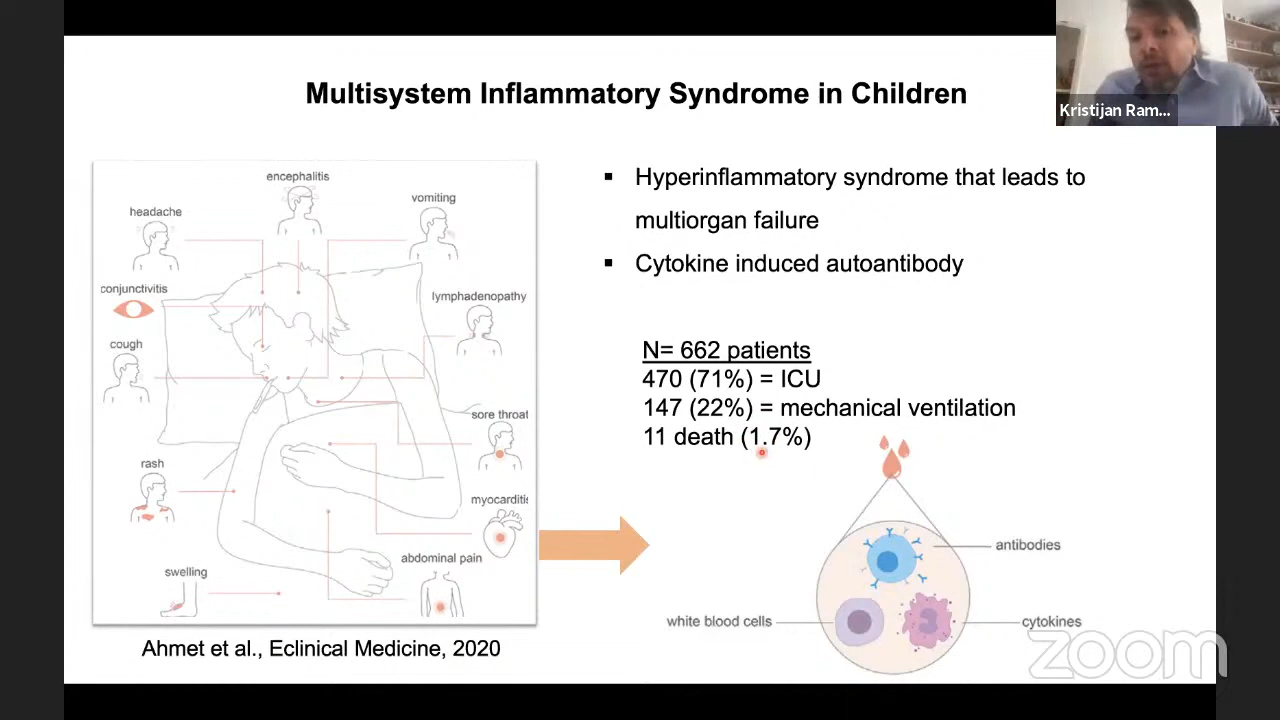 Multisystem Inflammatory Syndrome in Children
Kristijan Ram...
encephalitis
headache
vomiting
conjunctivitis
lymphadenopathy
cough
sore throat
rash
myocarditis
abdominal pain
swelling
Ahmet et al., Eclinical Medicine, 2020
Hyperinflammatory syndrome that leads to
multiorgan failure
Cytokine induced autoantibody
N= 662 patients
470 (71%) = ICU
147 (22%) = mechanical ventilation
11 death (1.7%)
antibodies
white blood cells
cytokines
zoom